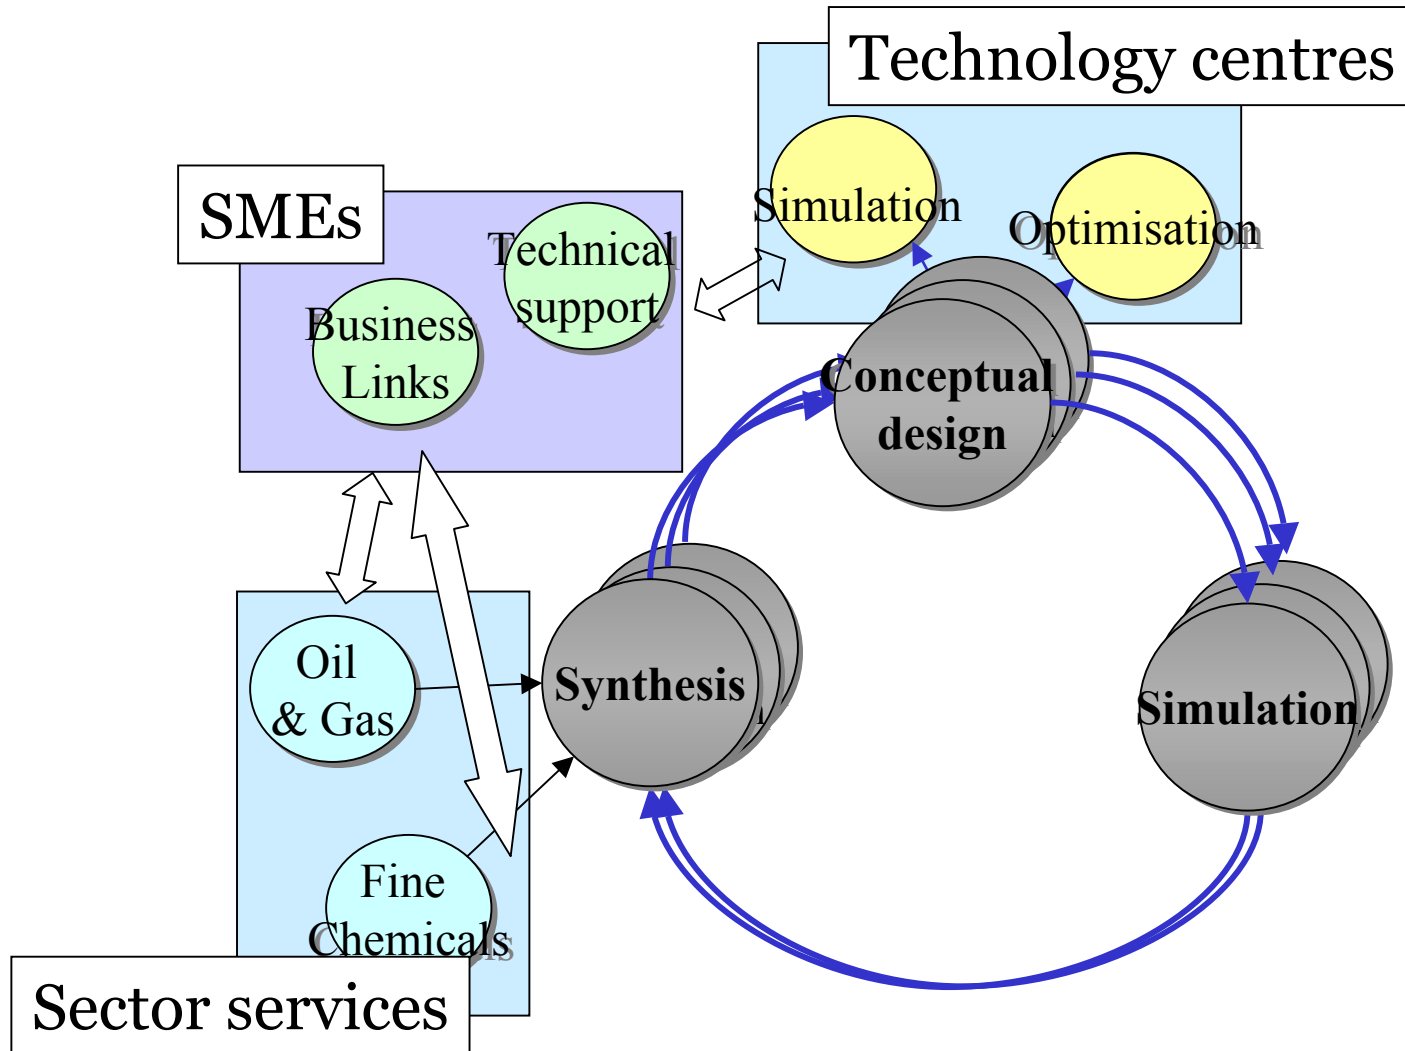 Technology centres
Simulation
Optimisation
SMEs
Technical
support
Business
Links
Conceptual
design
Oil
& Gas
Synthesis
Simulation
Fine
Chemicals
Sector services